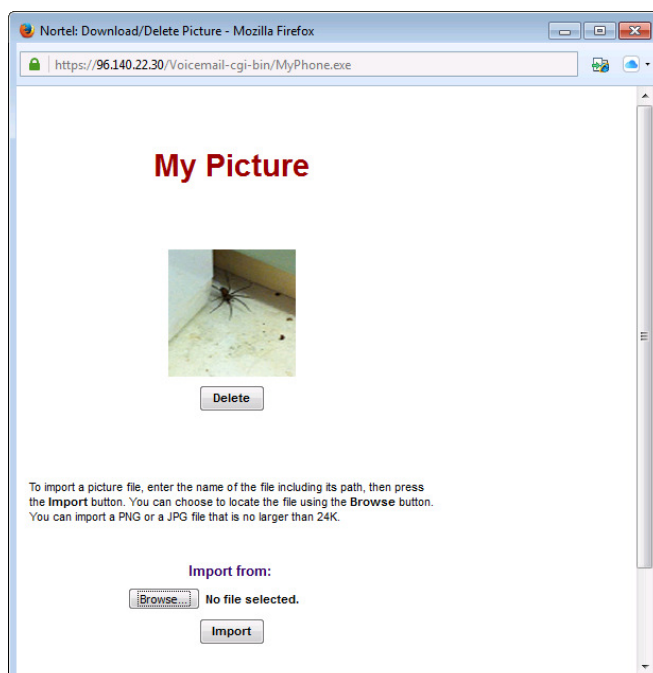 Nortel: Download/Delete Picture - Mozilla Firefox
https://96.140.22.30/Voicemail-cgi-bin/MyPhone.exe
My Picture
Delete
To import a picture file, enter the name of the file including its path, then press
the Import button. You can choose to locate the file using the Browse button.
You can import a PNG or a JPG file that is no larger than 24K.
Import from:
Browse... No file selected.
Import